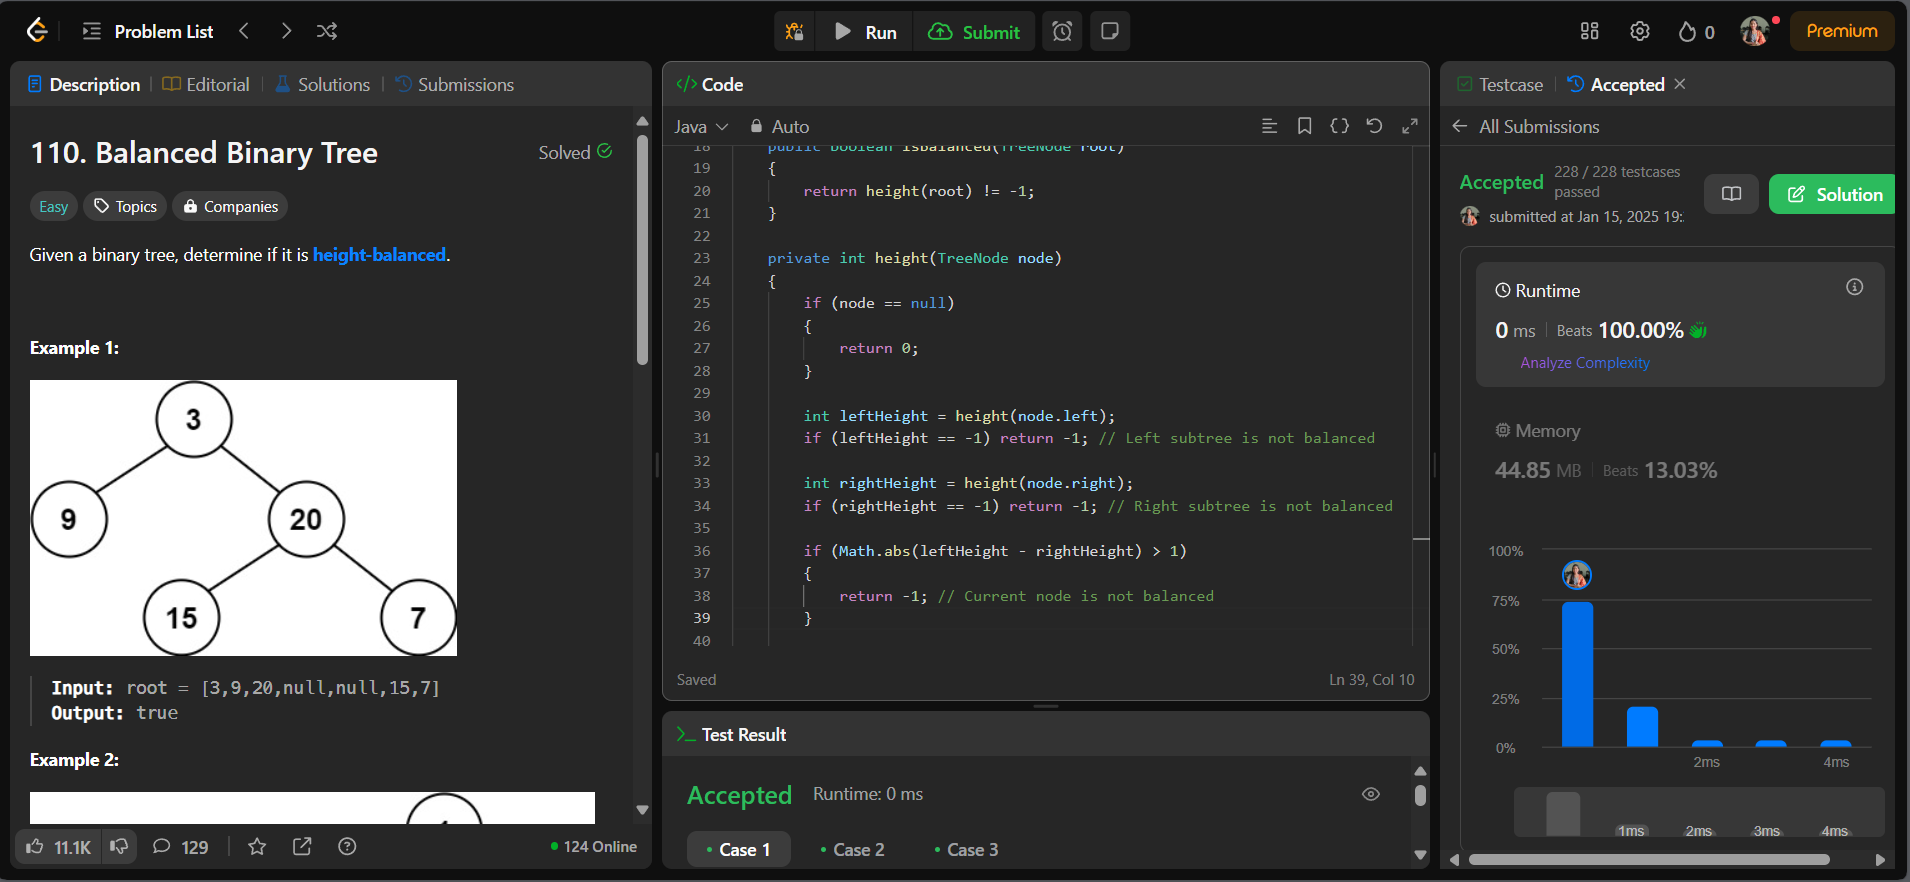 Problem List
Run
Submit
0
Premium
Description
Editorial
Solutions
Submissions
110. Balanced Binary Tree
Solved
Easy
Topics
Companies
Given a binary tree, determine if it is height-balanced.
Example 1:
3
9
20
15
7
Input: root = [3,9,20,null,null,15,7]
Output: true
Example 2:
11.1K
129
124 Online
</> Code
Java
Auto
18 public boolean isBalanced(TreeNode root)
19 {
20 return height(root) != -1;
21 }
22
23 private int height(TreeNode node)
24 {
25 if (node == null)
26 {
27 return 0;
28 }
29
30 int leftHeight = height(node.left);
31 if (leftHeight == -1) return -1; // Left subtree is not balanced
32
33 int rightHeight = height(node.right);
34 if (rightHeight == -1) return -1; // Right subtree is not balanced
35
36 if (Math.abs(leftHeight - rightHeight) > 1)
37 {
38 return -1; // Current node is not balanced
39 }
40
Saved
Ln 39, Col 10
>_ Test Result
Accepted
Runtime: 0 ms
• Case 1
• Case 2
• Case 3
Testcase
Accepted
All Submissions
Accepted
228 / 228 testcases
passed
submitted at Jan 15, 2025 19:
Solution
Runtime
0 ms
Beats 100.00%
Analyze Complexity
Memory
44.85 MB
Beats 13.03%
100%
75%
50%
25%
0%
2ms
4ms
1ms
2ms
3ms
4ms